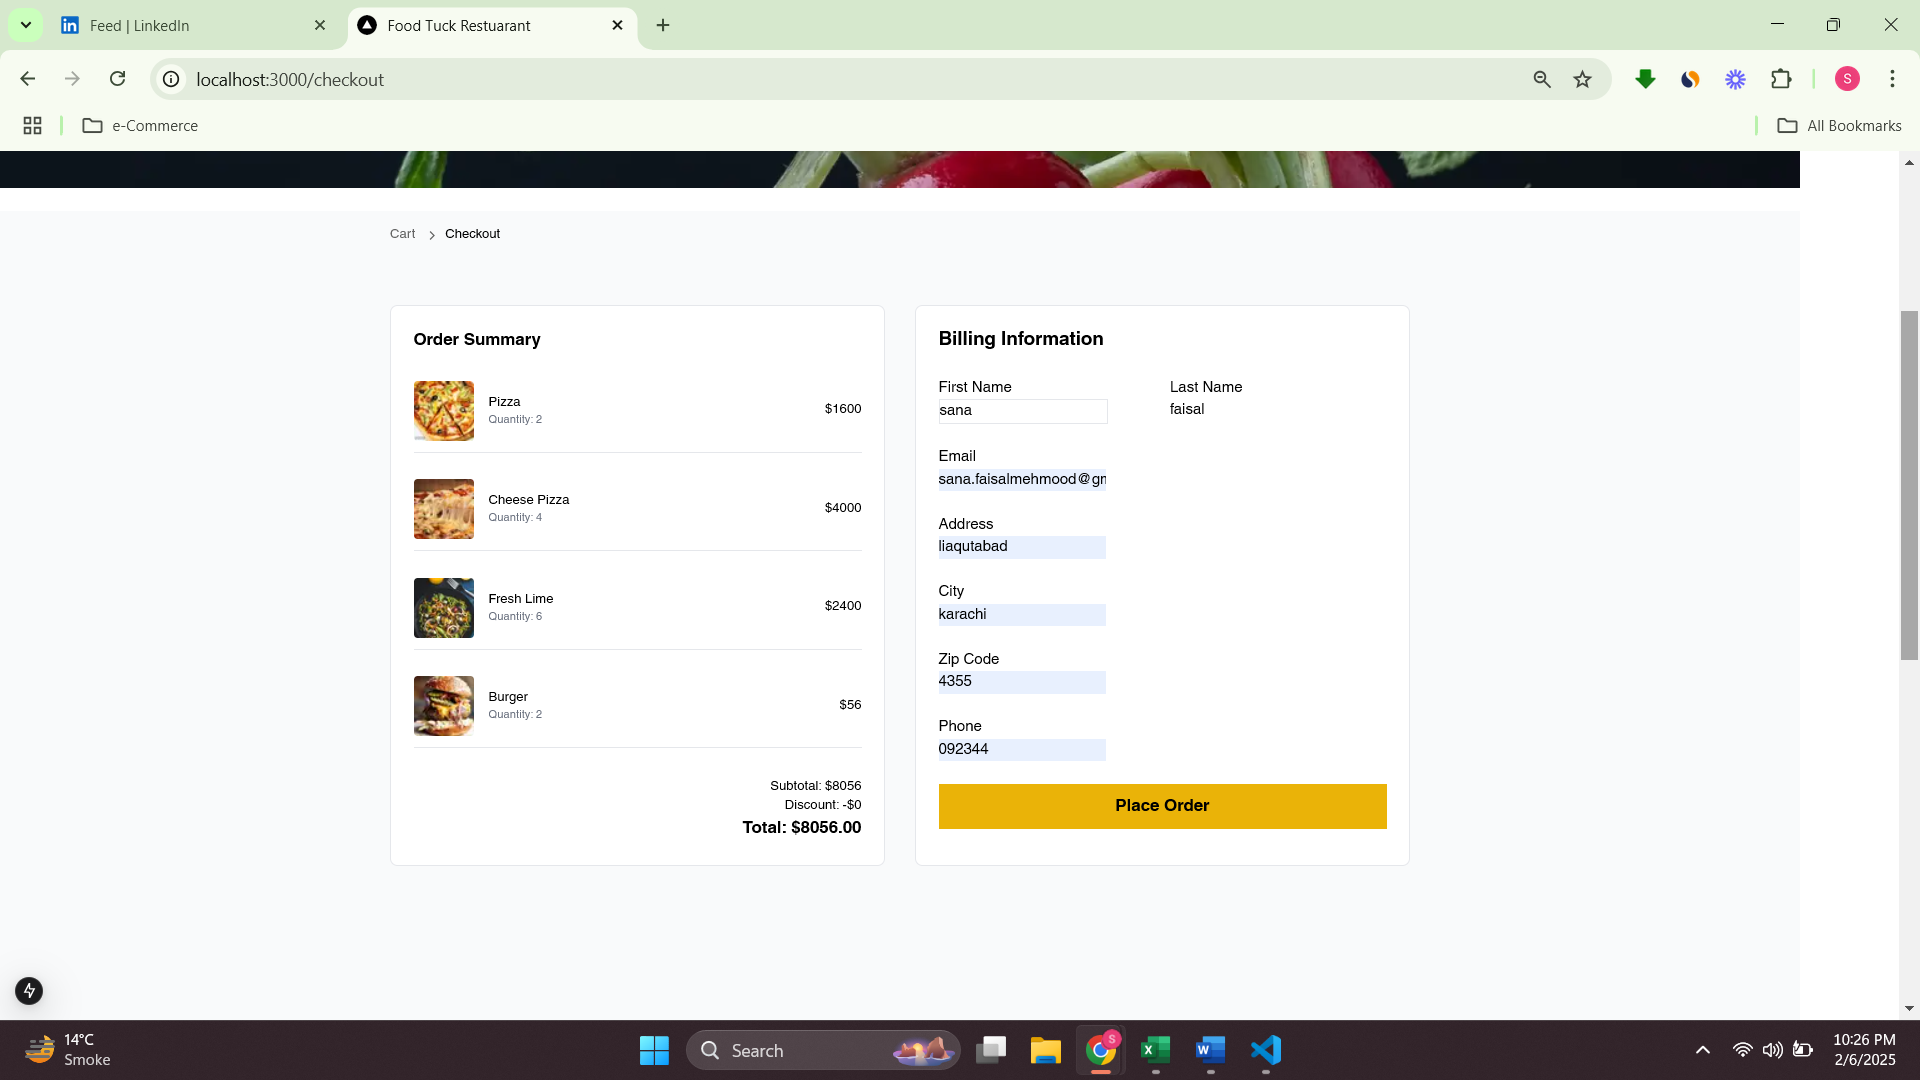 Feed | LinkedIn
Food Tuck Restuarant
localhost:3000/checkout
S
e-Commerce
All Bookmarks
Cart > Checkout
Order Summary
Pizza
Quantity: 2
$1600
Cheese Pizza
Quantity: 4
$4000
Fresh Lime
Quantity: 6
$2400
Burger
Quantity: 2
$56
Subtotal: $8056
Discount: -$0
Total: $8056.00
Billing Information
First Name
sana
Last Name
faisal
Email
sana.faisalmehmood@gm
Address
liaqutabad
City
karachi
Zip Code
4355
Phone
092344
Place Order
14°C
Smoke
Search
10:26 PM
2/6/2025